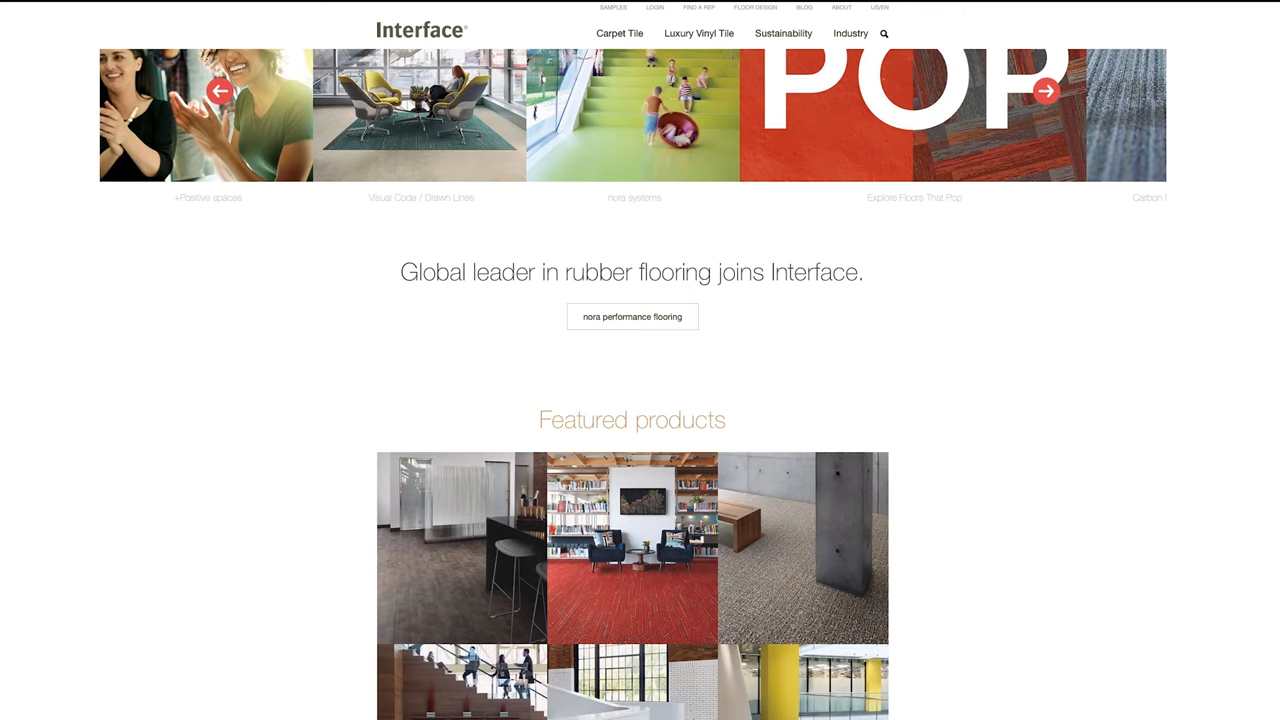 SAMPLES LOGIN FIND A REP FLOOR DESIGN BLOG ABOUT US/EN
Interface®
Carpet Tile Luxury Vinyl Tile Sustainability Industry
POP
+Positive spaces Visual Code / Drawn Lines nora systems Explore Floors That Pop Carbon
Global leader in rubber flooring joins Interface.
nora performance flooring
Featured products